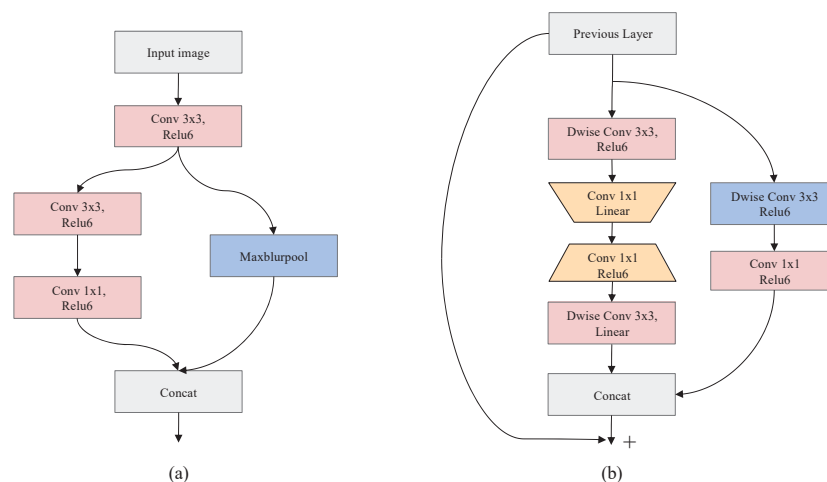 Input image
Conv 3x3,
Relu6
Conv 3x3,
Relu6
Maxblurpool
Conv 1x1,
Relu6
Concat
(a)
Previous Layer
Dwise Conv 3x3,
Relu6
Conv 1x1
Linear
Dwise Conv 3x3
Relu6
Conv 1x1
Relu6
Conv 1x1
Relu6
Dwise Conv 3x3,
Linear
Concat
+
(b)